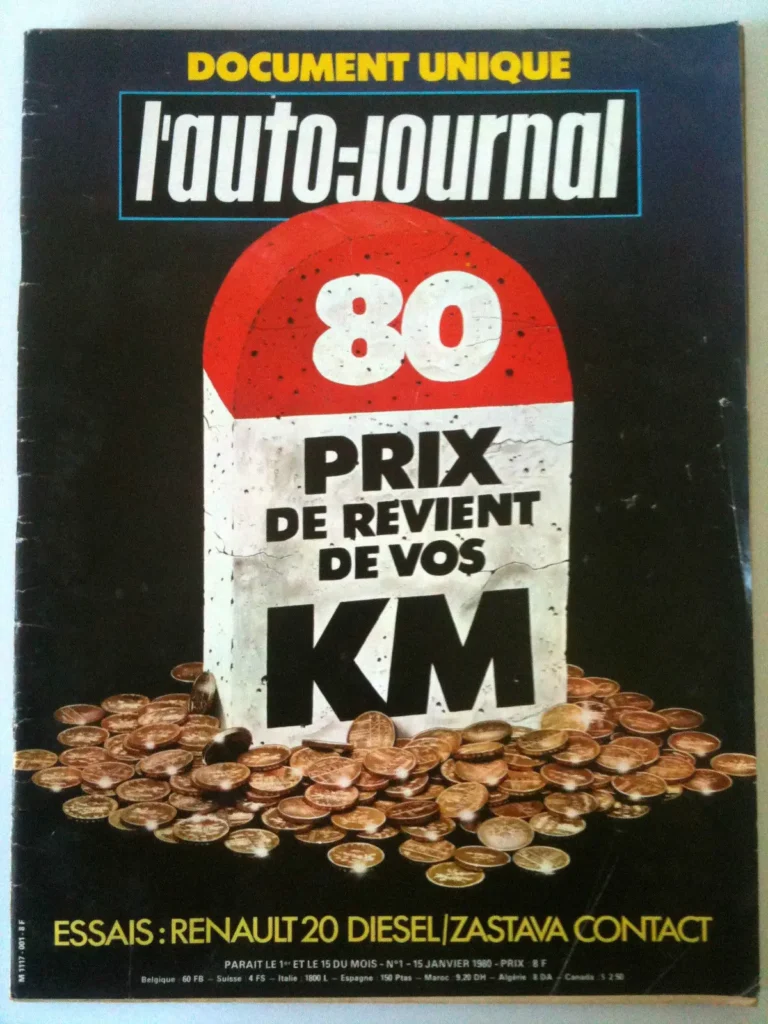 DOCUMENT UNIQUE
l'auto-journal
80
PRIX
DE REVIENT
DE VOS
KM
ESSAIS : RENAULT 20 DIESEL/ZASTAVA CONTACT
PARAIT LE 1er ET LE 15 DU MOIS - N°1 - 15 JANVIER 1980 - PRIX : 8 F
Belgique : 60 FB - Suisse : 4 FS - Italie : 1800 L - Espagne : 150 Ptas - Maroc : 9,20 DH - Algérie : 8 DA - Canada : $ 2.50
M 1117 - 001 - 8 F